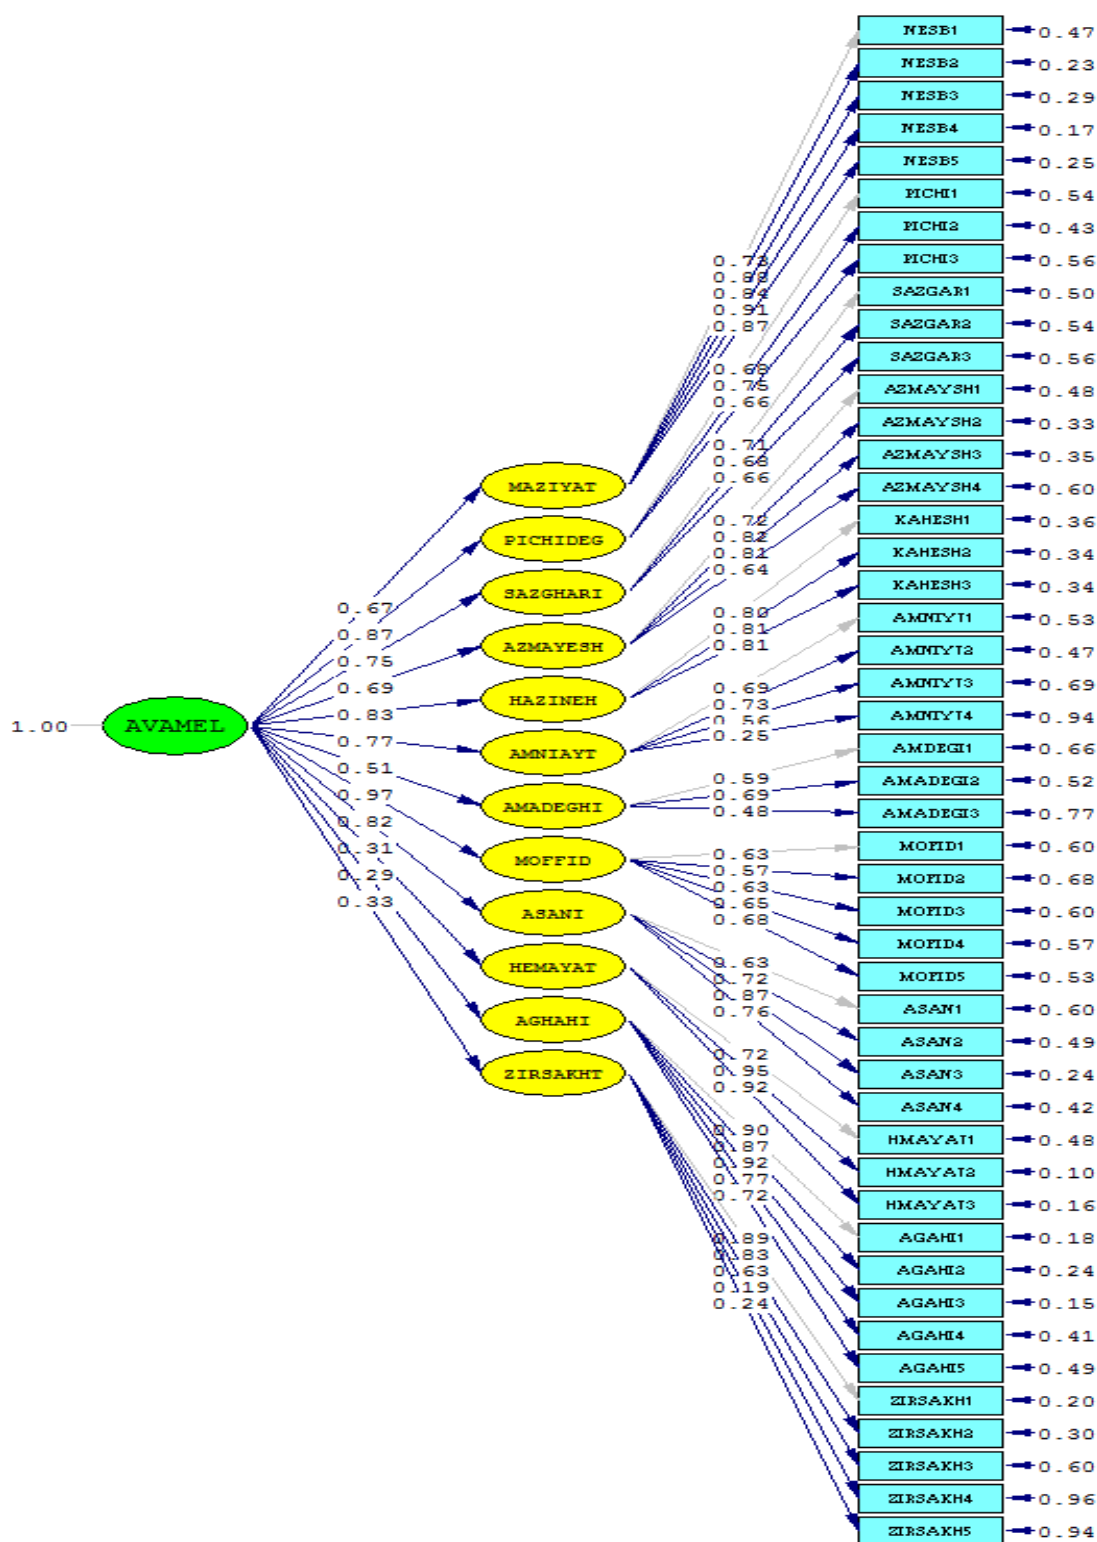 NESB1 0.47
NESB2 0.23
NESB3 0.29
NESB4 0.17
NESB5 0.25
PICHI1 0.54
PICHI2 0.43
PICHI3 0.56
SAZGAR1 0.50
SAZGAR2 0.54
SAZGAR3 0.56
AZMAYSH1 0.48
AZMAYSH2 0.33
AZMAYSH3 0.35
AZMAYSH4 0.60
KAHESH1 0.36
KAHESH2 0.34
KAHESH3 0.34
AMNIYT1 0.53
AMNIYT2 0.47
AMNIYT3 0.69
AMNIYT4 0.94
AMDEGI1 0.66
AMADEGI2 0.52
AMADEGI3 0.77
MOFID1 0.60
MOFID2 0.68
MOFID3 0.60
MOFID4 0.57
MOFID5 0.53
ASAN1 0.60
ASAN2 0.49
ASAN3 0.24
ASAN4 0.42
HMAYAT1 0.48
HMAYAT2 0.10
HMAYAT3 0.16
AGAHI1 0.18
AGAHI2 0.24
AGAHI3 0.15
AGAHI4 0.41
AGAHI5 0.49
ZIRSAKH1 0.20
ZIRSAKH2 0.30
ZIRSAKH3 0.60
ZIRSAKH4 0.96
ZIRSAKH5 0.94
0.73
0.88
0.84
0.91
0.87
0.68
0.75
0.66
0.71
0.68
0.66
0.72
0.82
0.81
0.64
0.80
0.81
0.81
0.69
0.73
0.56
0.25
0.59
0.69
0.48
0.63
0.57
0.63
0.65
0.68
0.63
0.72
0.87
0.76
0.72
0.95
0.92
0.90
0.87
0.92
0.77
0.72
0.89
0.83
0.63
0.19
0.24
MAZIYAT
PICHIDEG
SAZGHARI
AZMAYESH
HAZINEH
AMNIAYT
AMADEGHI
MOFFID
ASANI
HEMAYAT
AGHAHI
ZIRSAKHT
0.67
0.87
0.75
0.69
0.83
0.77
0.51
0.97
0.82
0.31
0.29
0.33
1.00
AVAMEL